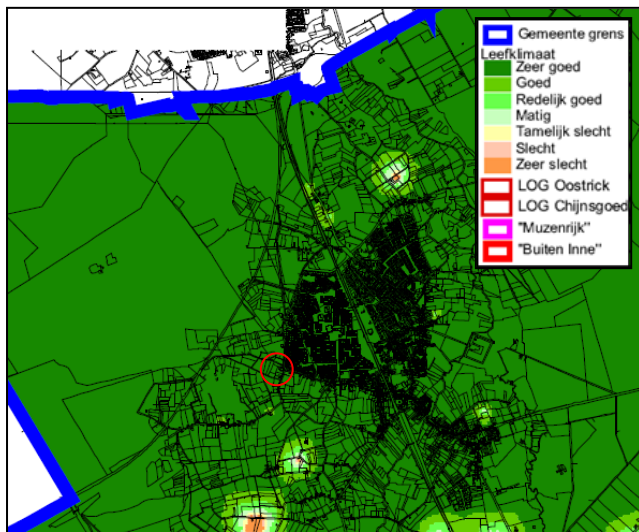 Gemeente grens
Leefklimaat
Zeer goed
Goed
Redelijk goed
Matig
Tamelijk slecht
Slecht
Zeer slecht
LOG Oostrick
LOG Chijnsgoed
"Muzenrijk"
"Buiten Inne"